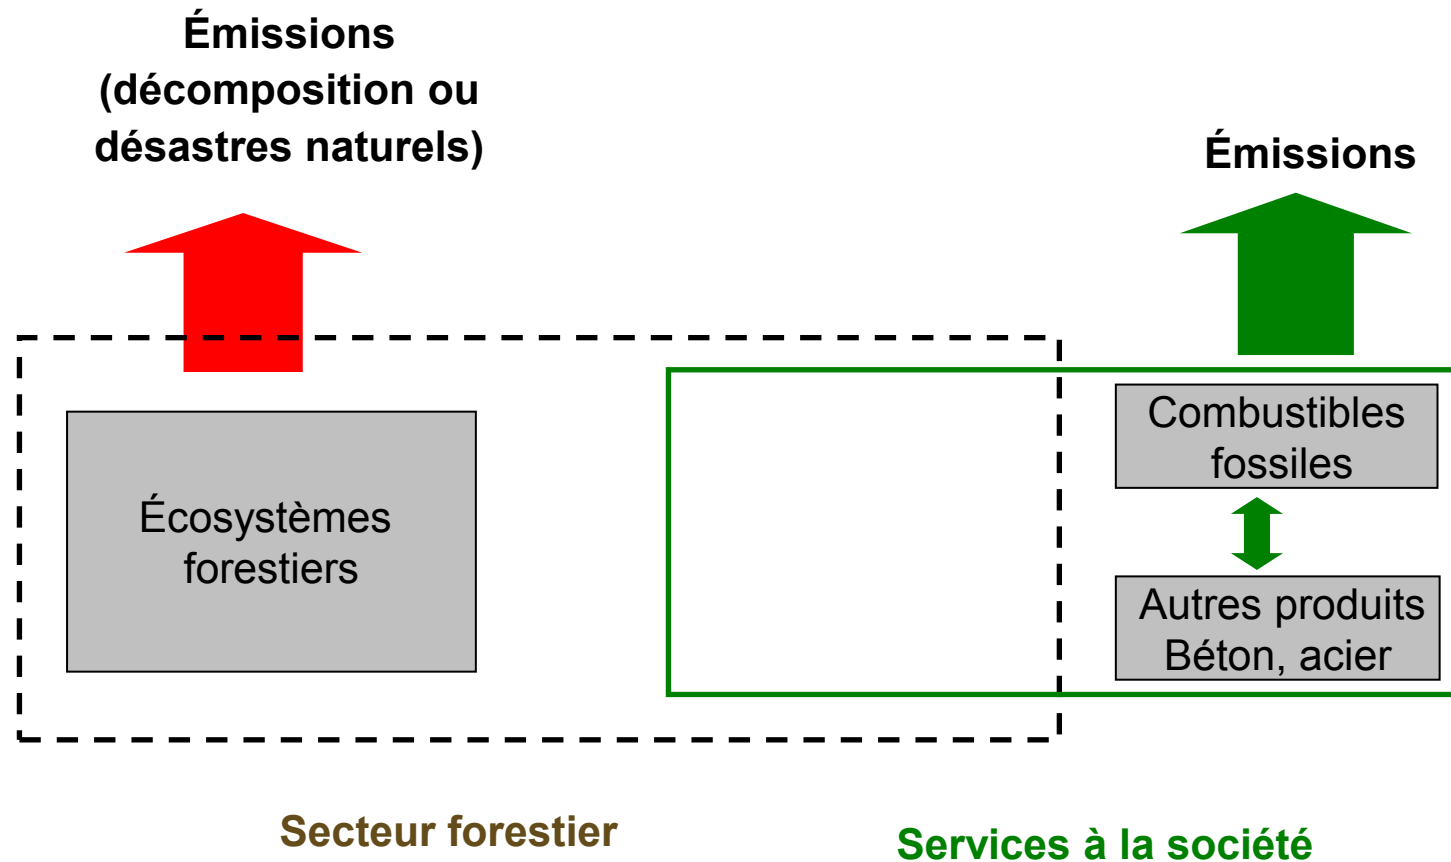 Émissions
(décomposition ou
désastres naturels)
Émissions
Combustibles
fossiles
Écosystèmes
forestiers
Autres produits
Béton, acier
Secteur forestier
Services à la société